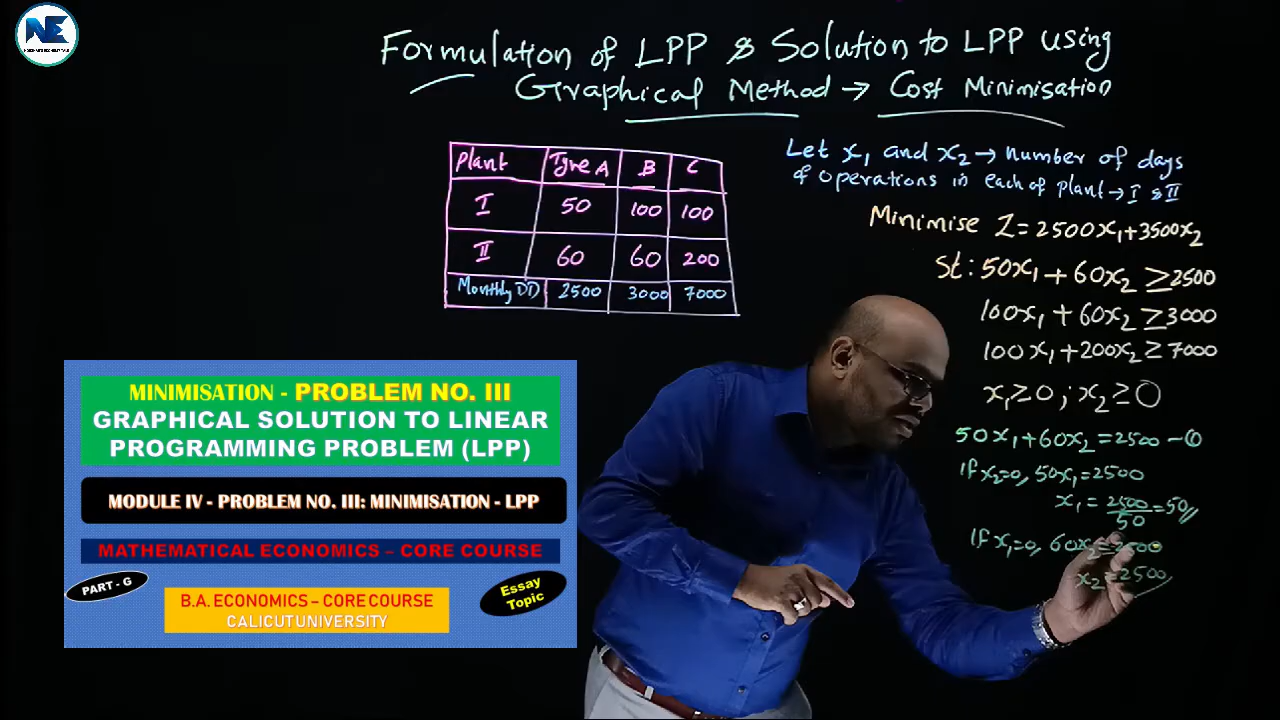 NE
Formulation of LPP & Solution to LPP using
Graphical Method → Cost Minimisation
Plant Tyre A B C
I 50 100 100
II 60 60 200
Monthly DD 2500 3000 7000
Let x₁ and x₂ → number of days
of operations in each of plant → I & II
Minimise Z = 2500x₁ + 3500x₂
St: 50x₁ + 60x₂ ≥ 2500
100x₁ + 60x₂ ≥ 3000
100x₁ + 200x₂ ≥ 7000
x₁ ≥ 0; x₂ ≥ 0
50x₁ + 60x₂ = 2500 — ①
If x₂=0, 50x₁ = 2500
x₁ = 2500/50 = 50//
If x₁=0, 60x₂ = 2500
x₂ = 2500
MINIMISATION - PROBLEM NO. III
GRAPHICAL SOLUTION TO LINEAR
PROGRAMMING PROBLEM (LPP)
MODULE IV - PROBLEM NO. III: MINIMISATION - LPP
MATHEMATICAL ECONOMICS – CORE COURSE
PART - G
Essay
Topic
B.A. ECONOMICS – CORE COURSE
CALICUT UNIVERSITY